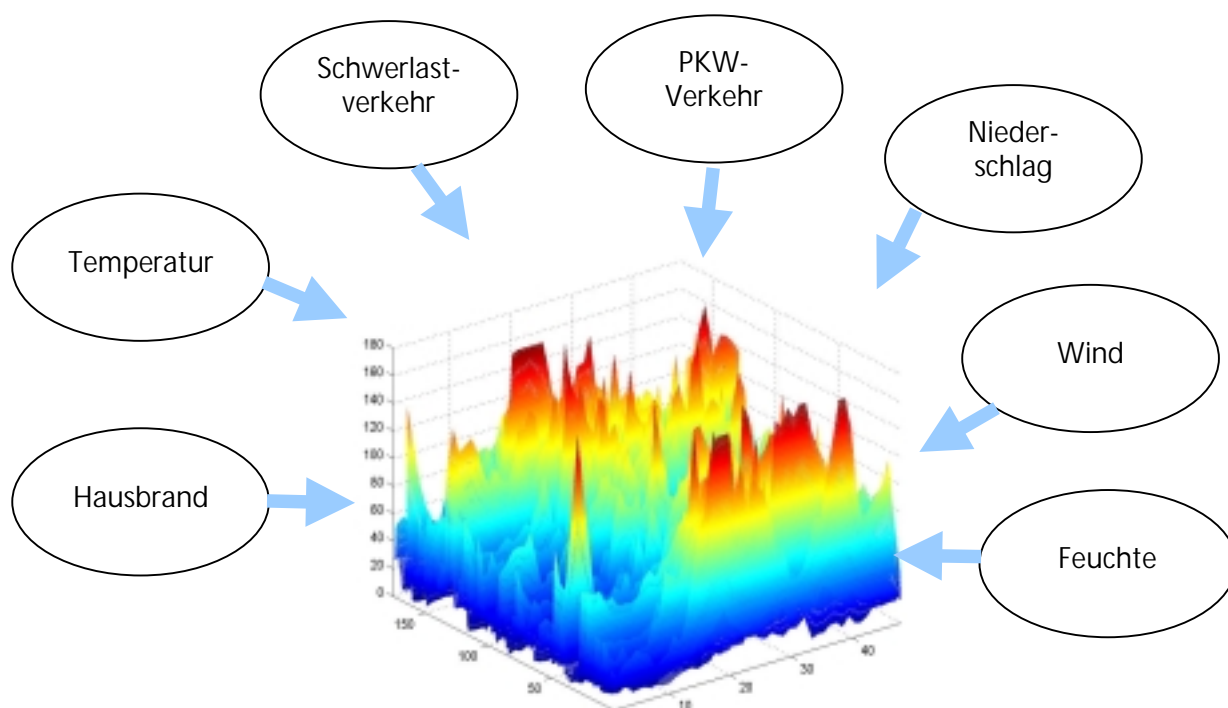 Schwerlast-
verkehr
PKW-
Verkehr
Nieder-
schlag
Temperatur
Wind
Hausbrand
Feuchte
180
160
140
120
100
80
60
40
20
0
150
100
50
10
20
30
40